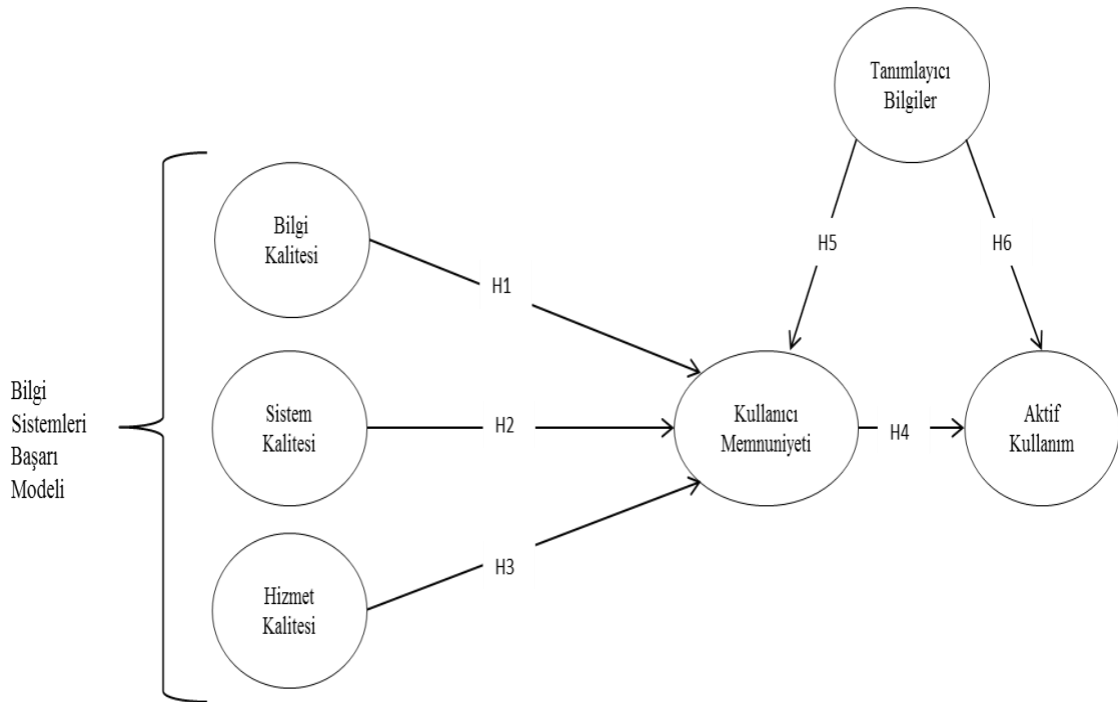 Tanımlayıcı
Bilgiler
Bilgi
Kalitesi
H5
H6
H1
Bilgi
Sistemleri
Başarı
Modeli
Sistem
Kalitesi
H2
Kullanıcı
Memnuniyeti
H4
Aktif
Kullanım
H3
Hizmet
Kalitesi